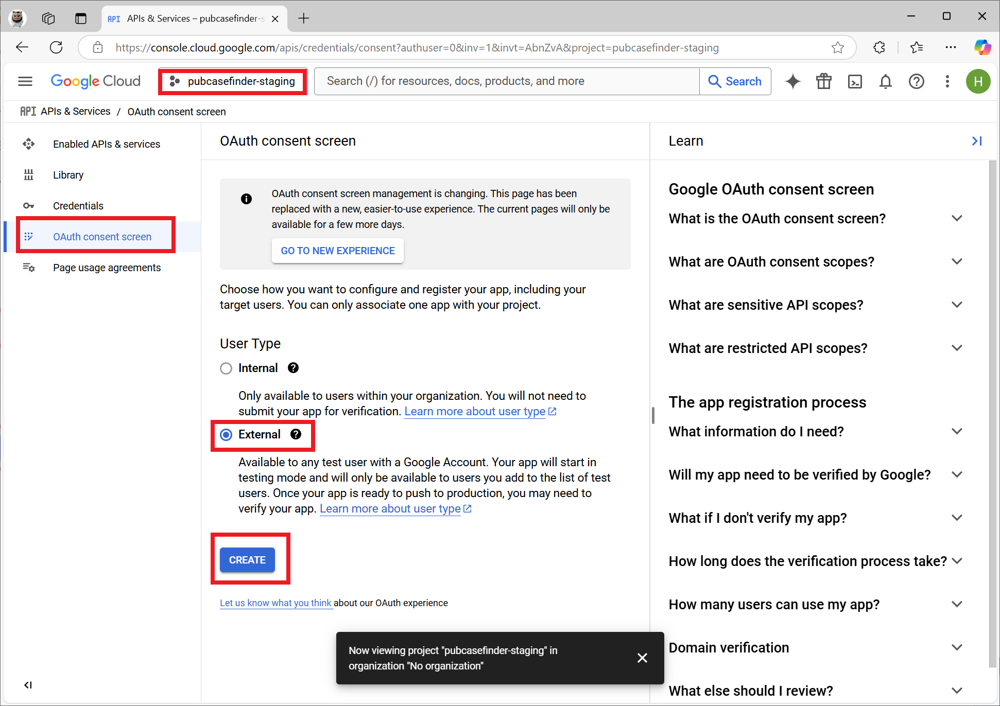 API APIs & Services – pubcasefinder-s
https://console.cloud.google.com/apis/credentials/consent?authuser=0&inv=1&invt=AbnZvA&project=pubcasefinder-staging
Google Cloud
pubcasefinder-staging
Search (/) for resources, docs, products, and more
Search
H
API APIs & Services / OAuth consent screen
Enabled APIs & services
Library
Credentials
OAuth consent screen
Page usage agreements
OAuth consent screen
OAuth consent screen management is changing. This page has been
replaced with a new, easier-to-use experience. The current pages will only be
available for a few more days.
GO TO NEW EXPERIENCE
Choose how you want to configure and register your app, including your
target users. You can only associate one app with your project.
User Type
Internal
Only available to users within your organization. You will not need to
submit your app for verification. Learn more about user type
External
Available to any test user with a Google Account. Your app will start in
testing mode and will only be available to users you add to the list of test
users. Once your app is ready to push to production, you may need to
verify your app. Learn more about user type
CREATE
Let us know what you think about our OAuth experience
Now viewing project "pubcasefinder-staging" in
organization "No organization"
Learn
Google OAuth consent screen
What is the OAuth consent screen?
What are OAuth consent scopes?
What are sensitive API scopes?
What are restricted API scopes?
The app registration process
What information do I need?
Will my app need to be verified by Google?
What if I don't verify my app?
How long does the verification process take?
How many users can use my app?
Domain verification
What else should I review?